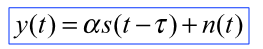 y(t) = αs(t − τ) + n(t)